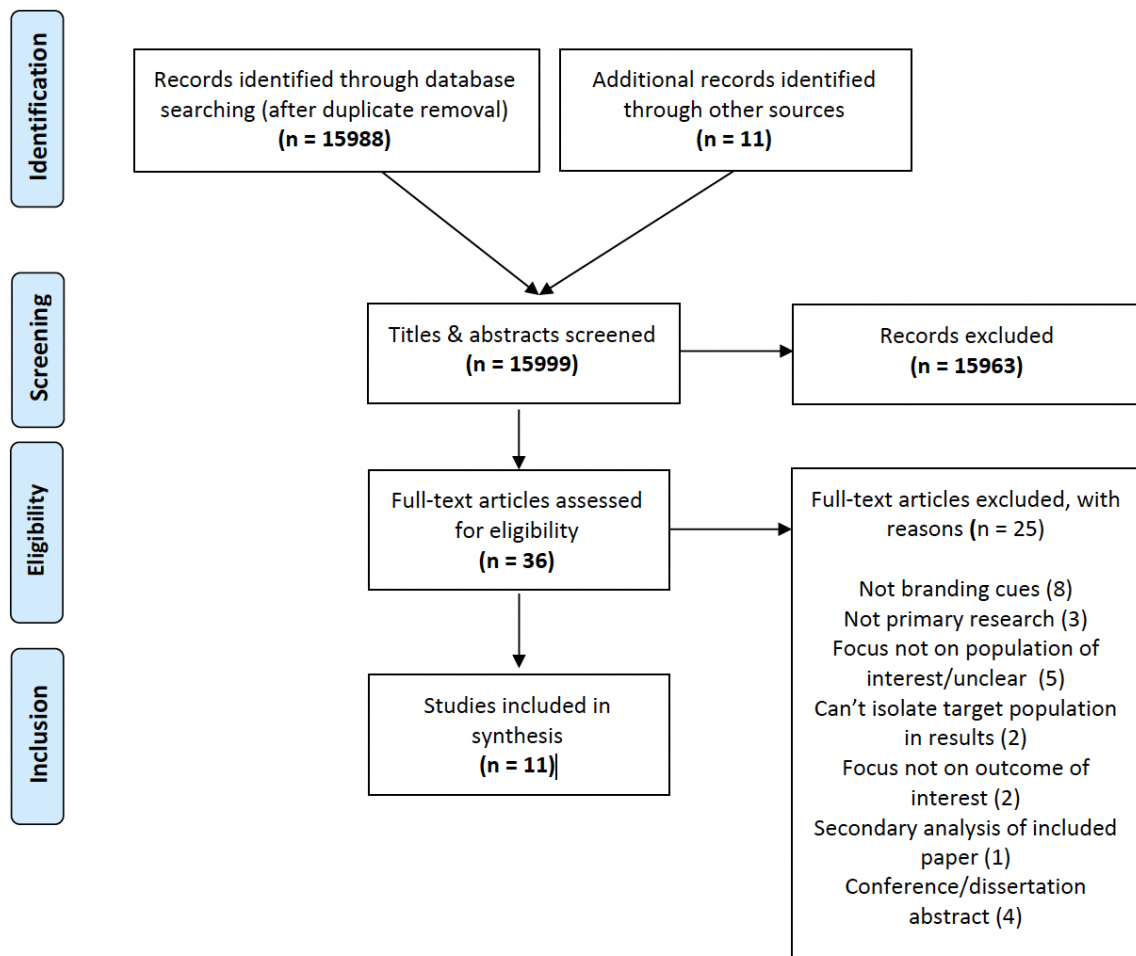 Identification
Records identified through database
searching (after duplicate removal)
(n = 15988)
Additional records identified
through other sources
(n = 11)
Screening
Titles & abstracts screened
(n = 15999)
Records excluded
(n = 15963)
Eligibility
Full-text articles assessed
for eligibility
(n = 36)
Full-text articles excluded, with
reasons (n = 25)
Not branding cues (8)
Not primary research (3)
Focus not on population of
interest/unclear (5)
Can't isolate target population
in results (2)
Focus not on outcome of
interest (2)
Secondary analysis of included
paper (1)
Conference/dissertation
abstract (4)
Inclusion
Studies included in
synthesis
(n = 11)